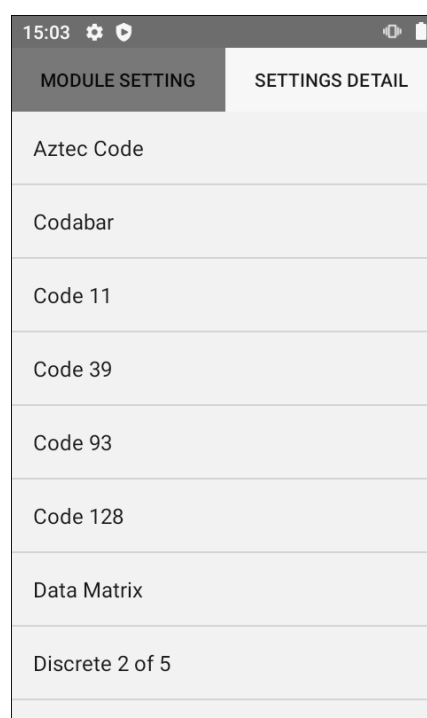 15:03
MODULE SETTING SETTINGS DETAIL
Aztec Code
Codabar
Code 11
Code 39
Code 93
Code 128
Data Matrix
Discrete 2 of 5